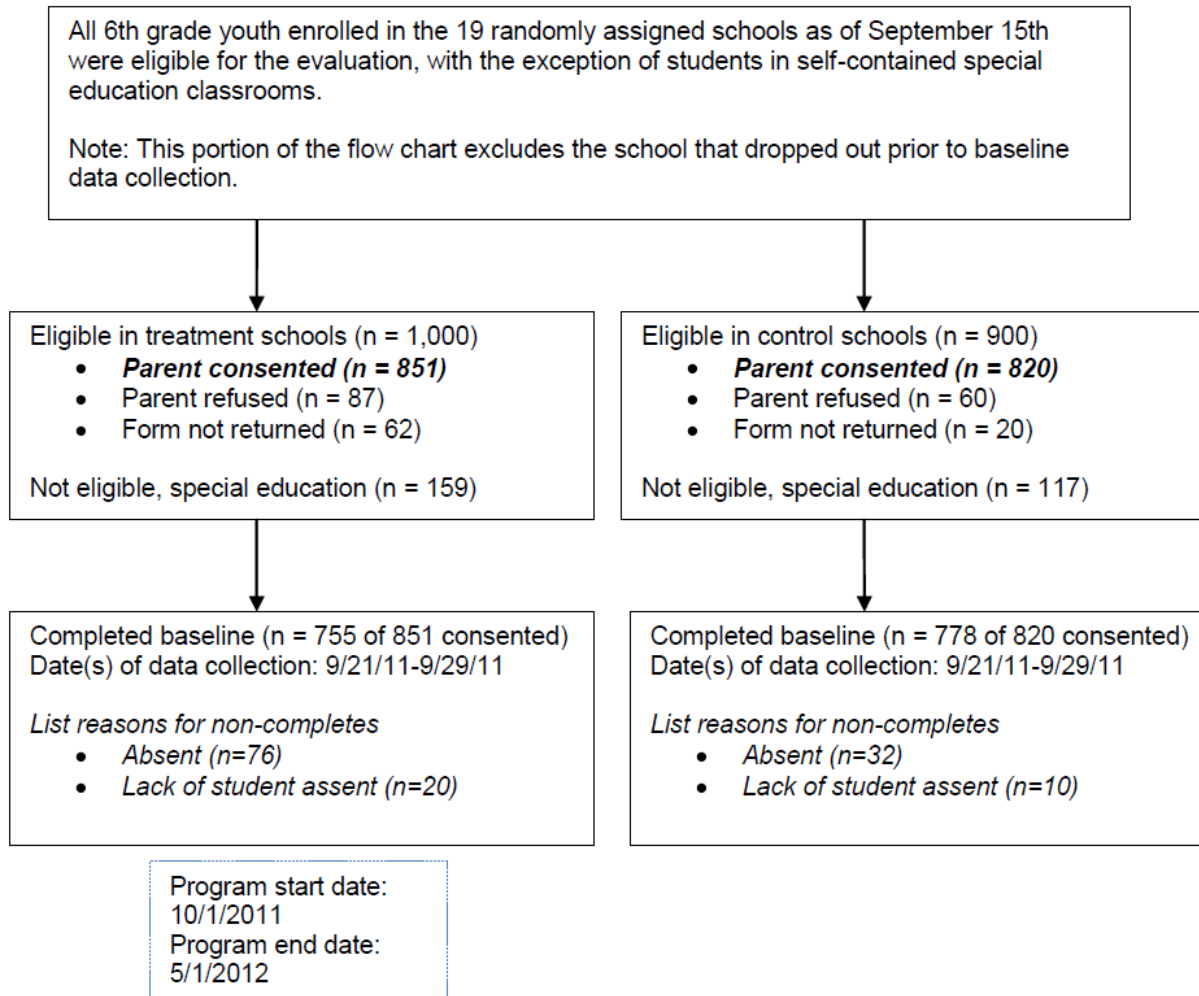 All 6th grade youth enrolled in the 19 randomly assigned schools as of September 15th
were eligible for the evaluation, with the exception of students in self-contained special
education classrooms.
Note: This portion of the flow chart excludes the school that dropped out prior to baseline
data collection.
Eligible in treatment schools (n = 1,000)
• Parent consented (n = 851)
• Parent refused (n = 87)
• Form not returned (n = 62)
Not eligible, special education (n = 159)
Eligible in control schools (n = 900)
• Parent consented (n = 820)
• Parent refused (n = 60)
• Form not returned (n = 20)
Not eligible, special education (n = 117)
Completed baseline (n = 755 of 851 consented)
Date(s) of data collection: 9/21/11-9/29/11
List reasons for non-completes
• Absent (n=76)
• Lack of student assent (n=20)
Completed baseline (n = 778 of 820 consented)
Date(s) of data collection: 9/21/11-9/29/11
List reasons for non-completes
• Absent (n=32)
• Lack of student assent (n=10)
Program start date:
10/1/2011
Program end date:
5/1/2012